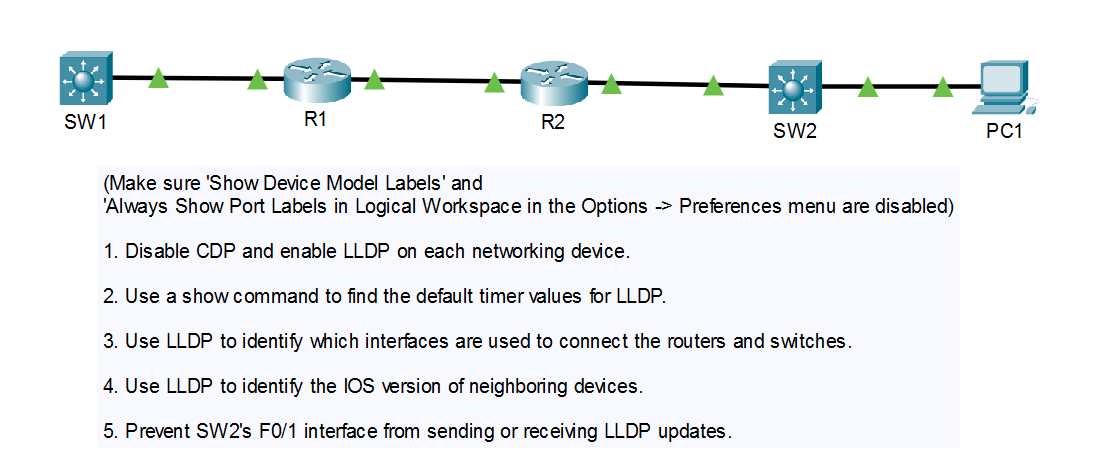 SW1
R1
R2
SW2
PC1
(Make sure 'Show Device Model Labels' and
'Always Show Port Labels in Logical Workspace in the Options -> Preferences menu are disabled)
1. Disable CDP and enable LLDP on each networking device.
2. Use a show command to find the default timer values for LLDP.
3. Use LLDP to identify which interfaces are used to connect the routers and switches.
4. Use LLDP to identify the IOS version of neighboring devices.
5. Prevent SW2's F0/1 interface from sending or receiving LLDP updates.